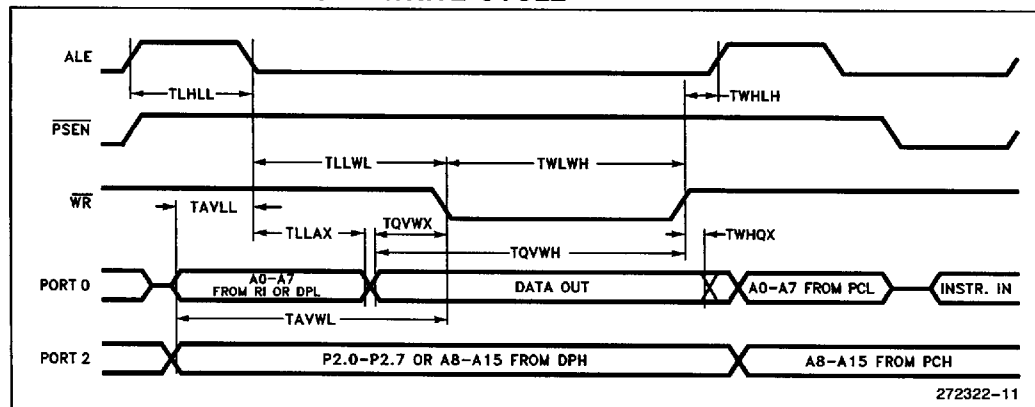 ALE
TLHLL
TWHLH
PSEN
TLLWL
TWLWH
WR
TAVLL
TQVWX
TLLAX
TWHQX
TQVWH
PORT 0
A0–A7
FROM RI OR DPL
DATA OUT
A0–A7 FROM PCL
INSTR. IN
TAVWL
PORT 2
P2.0–P2.7 OR A8–A15 FROM DPH
A8–A15 FROM PCH
272322–11